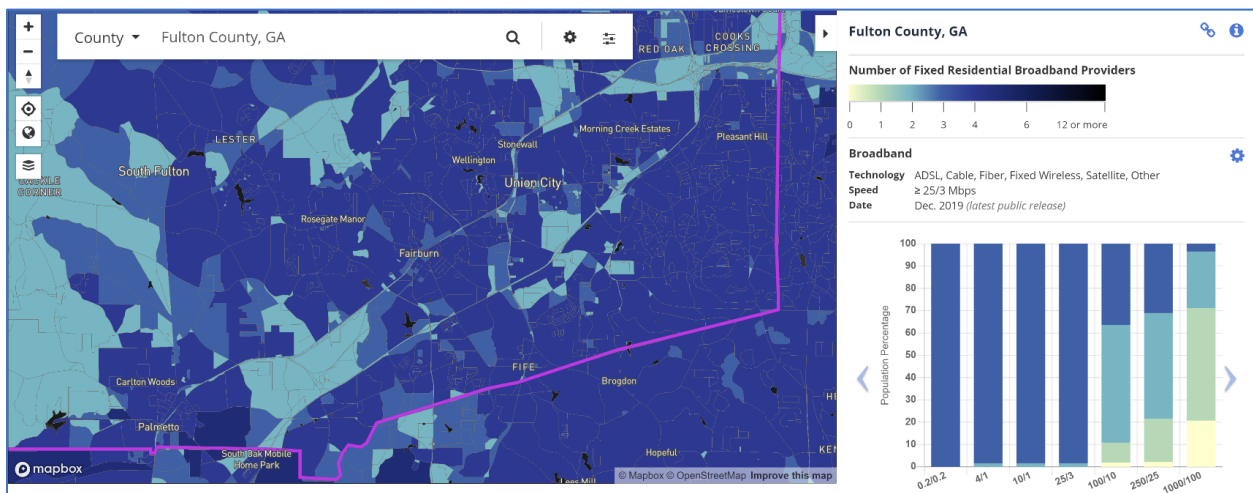 County Fulton County, GA
RED OAK
COOKS
CROSSING
LESTER
Morning Creek Estates
Pleasant Hill
Stonewall
Wellington
South Fulton
Union City
CORNER
Rosegate Manor
Fairburn
FIFE
Carlton Woods
Brogdon
HE
Palmetto
South Oak Mobile
Home Park
Hopeful
KEN
Lees Mill
mapbox
© Mapbox © OpenStreetMap Improve this map
Fulton County, GA
Number of Fixed Residential Broadband Providers
0 1 2 3 4 6 12 or more
Broadband
Technology ADSL, Cable, Fiber, Fixed Wireless, Satellite, Other
Speed ≥ 25/3 Mbps
Date Dec. 2019 (latest public release)
Population Percentage
100
90
80
70
60
50
40
30
20
10
0
0.2/0.2 4/1 10/1 25/3 100/10 250/25 1000/100